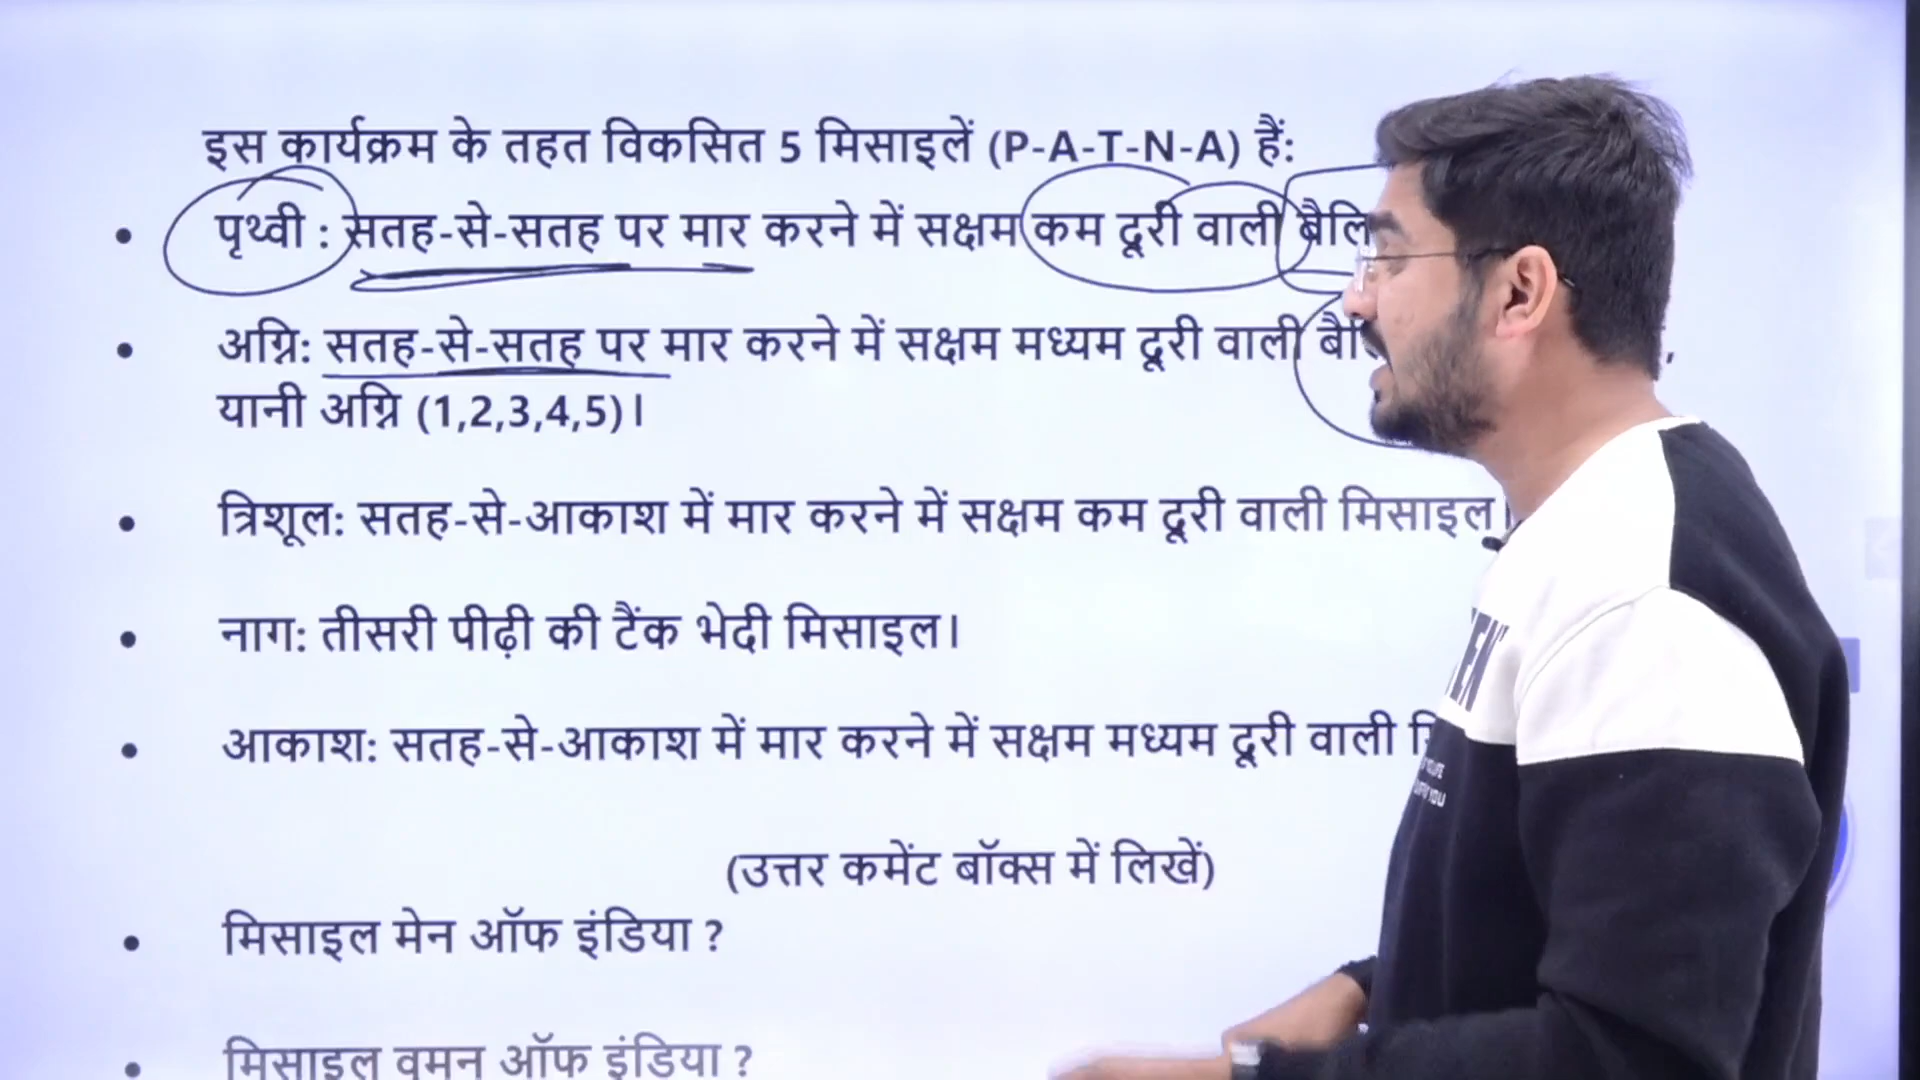 इस कार्यक्रम के तहत विकसित 5 मिसाइलें (P-A-T-N-A) हैं:
• पृथ्वी : सतह-से-सतह पर मार करने में सक्षम कम दूरी वाली
• अग्नि: सतह-से-सतह पर मार करने में सक्षम मध्यम दूरी वाली
यानी अग्नि (1,2,3,4,5)।
• त्रिशूल: सतह-से-आकाश में मार करने में सक्षम कम दूरी वाली मिसाइल।
• नाग: तीसरी पीढ़ी की टैंक भेदी मिसाइल।
• आकाश: सतह-से-आकाश में मार करने में सक्षम मध्यम दूरी वाली
(उत्तर कमेंट बॉक्स में लिखें)
• मिसाइल मेन ऑफ इंडिया ?
• मिसाइल वुमन ऑफ इंडिया ?